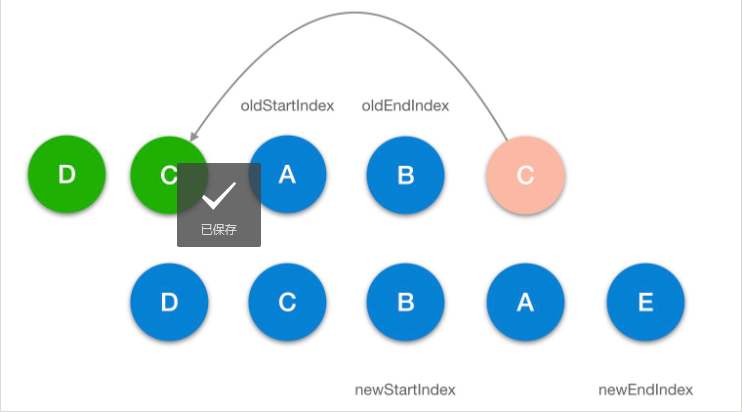 oldStartIndex oldEndIndex
D C A B C
已保存
D C B A E
newStartIndex newEndIndex